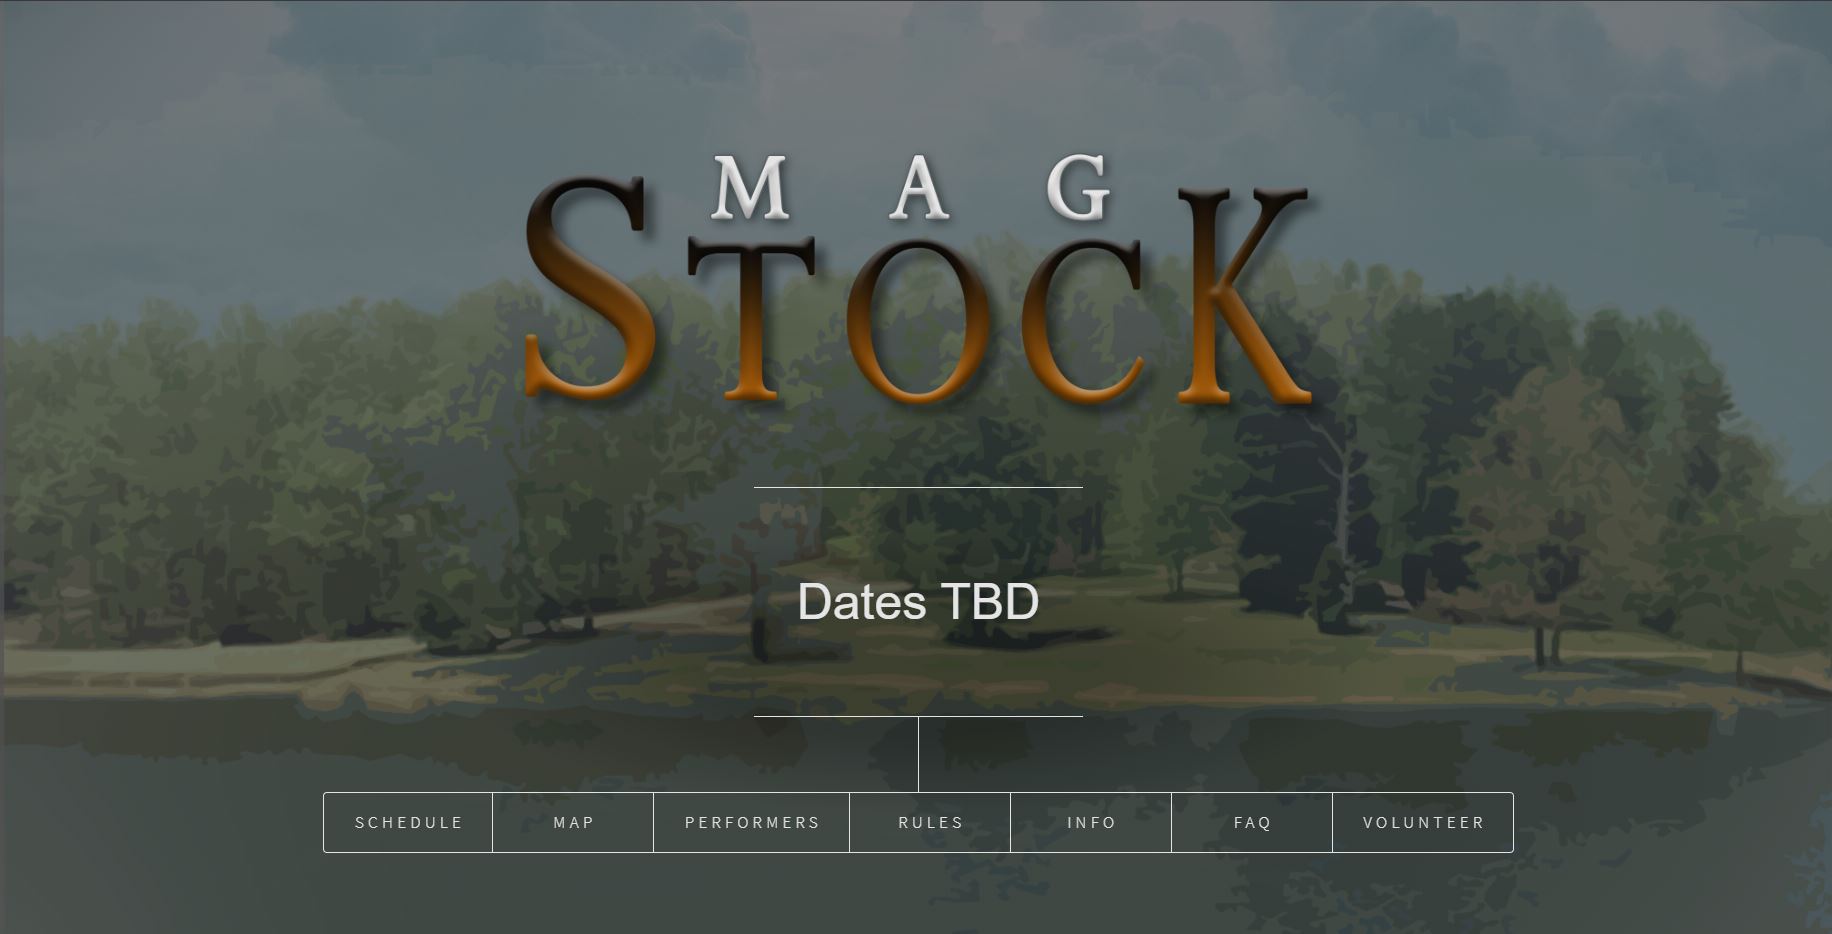 MAG
STOCK
Dates TBD
SCHEDULE MAP PERFORMERS RULES INFO FAQ VOLUNTEER